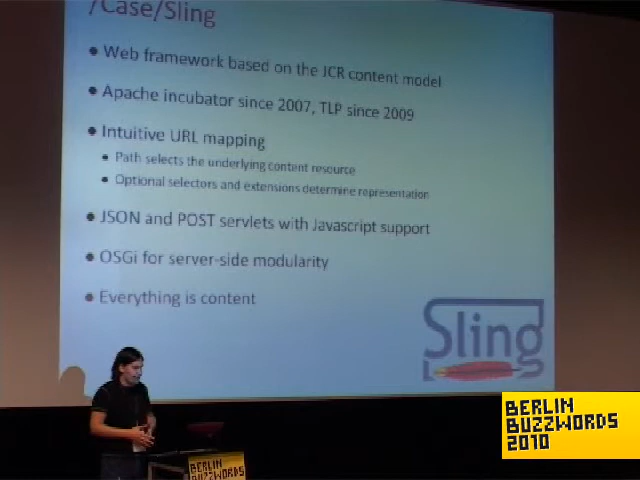 /Case/Sling
• Web framework based on the JCR content model
• Apache incubator since 2007, TLP since 2009
• Intuitive URL mapping
• Path selects the underlying content resource
• Optional selectors and extensions determine representation
• JSON and POST servlets with Javascript support
• OSGi for server-side modularity
• Everything is content
Sling
BERLIN
BUZZWORDS
2010
BERLIN
BUZZWORDS